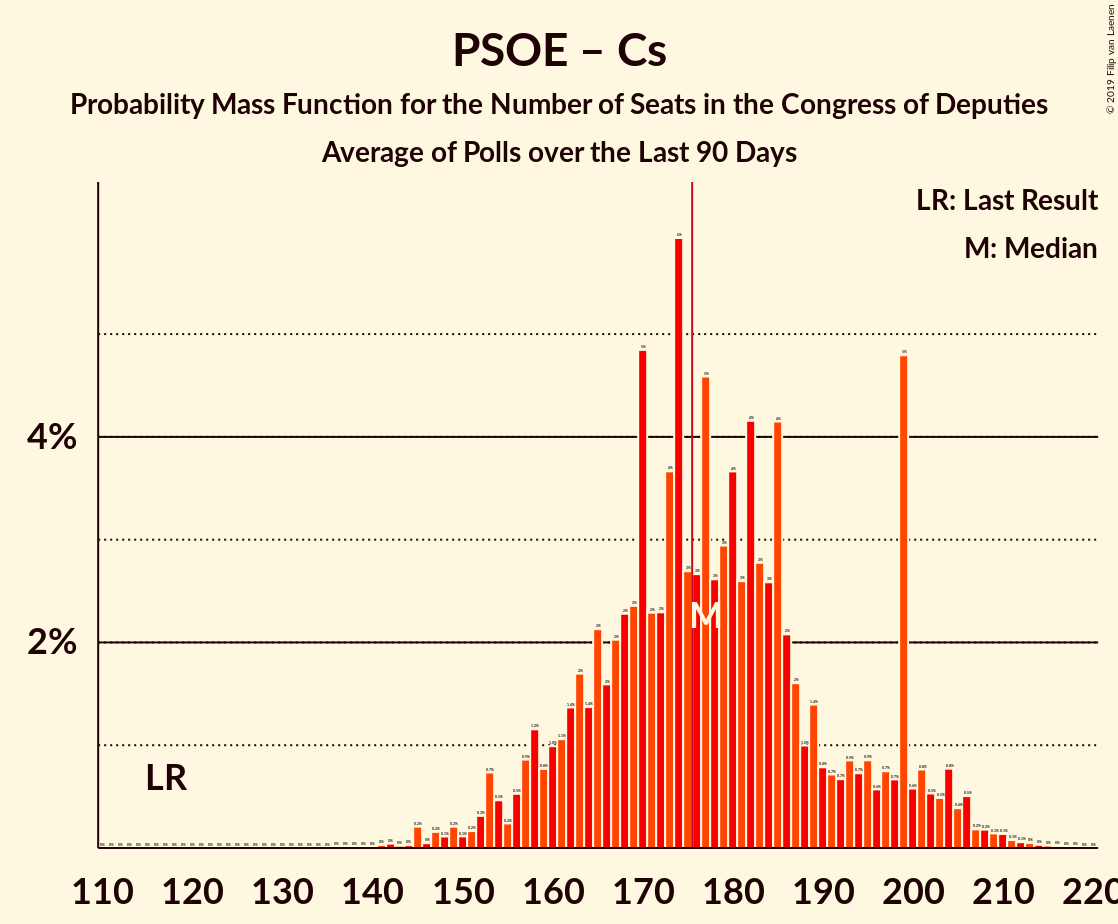 PSOE – Cs
Probability Mass Function for the Number of Seats in the Congress of Deputies
Average of Polls over the Last 90 Days
© 2019 Filip van Laenen
LR: Last Result
M: Median
4%
2%
LR
M
110 120 130 140 150 160 170 180 190 200 210 220